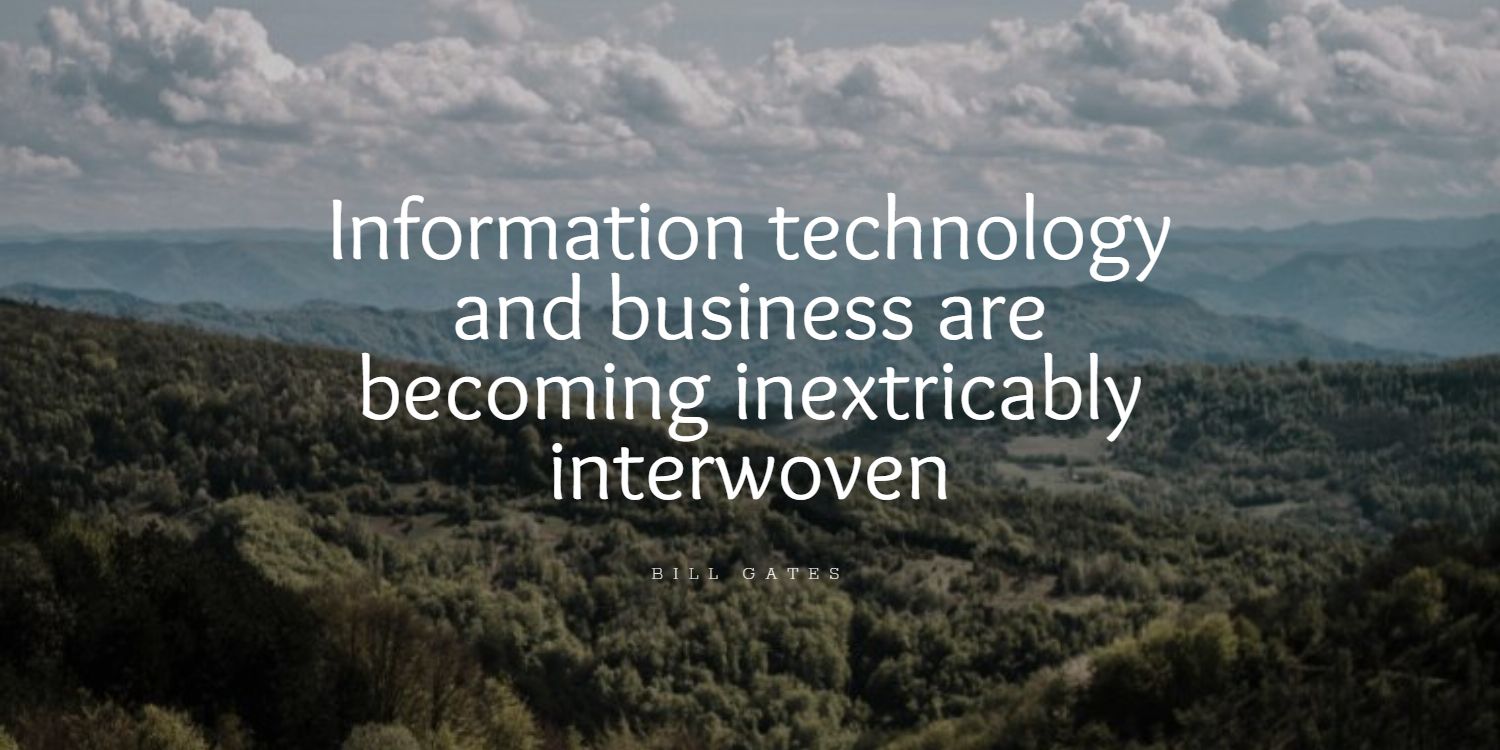 Information technology
and business are
becoming inextricably
interwoven
BILL GATES